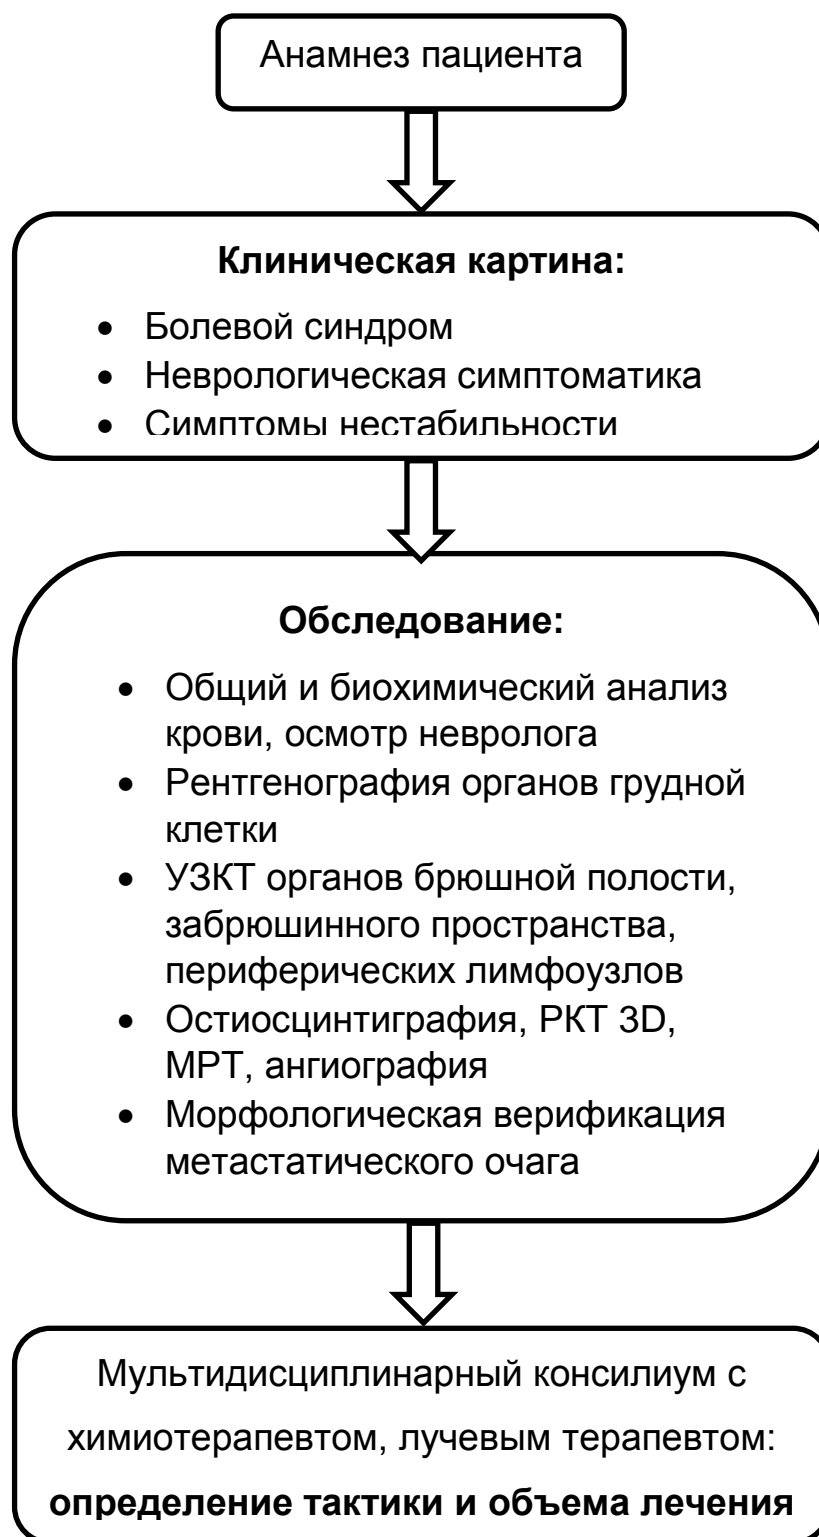 Анамнез пациента
Клиническая картина:
• Болевой синдром
• Неврологическая симптоматика
• Симптомы нестабильности
Обследование:
• Общий и биохимический анализ
крови, осмотр невролога
• Рентгенография органов грудной
клетки
• УЗКТ органов брюшной полости,
забрюшинного пространства,
периферических лимфоузлов
• Остиосцинтиграфия, РКТ 3D,
МРТ, ангиография
• Морфологическая верификация
метастатического очага
Мультидисциплинарный консилиум с
химиотерапевтом, лучевым терапевтом:
определение тактики и объема лечения